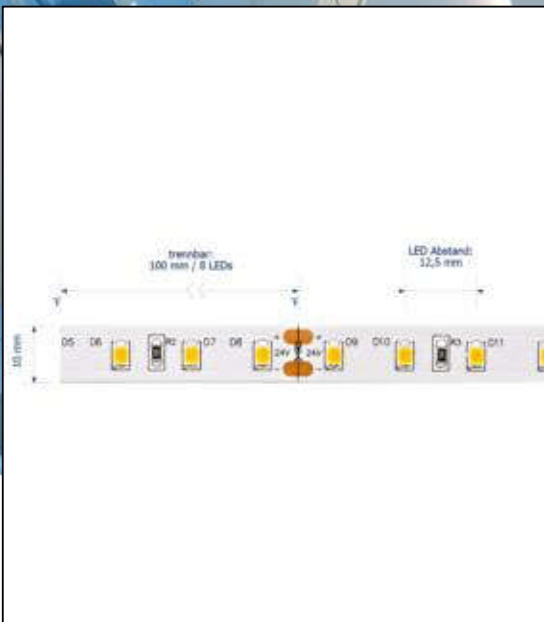 trennbar:
100 mm / 8 LEDs
LED Abstand:
12,5 mm
10 mm
D5 D6 R2 D7 D8 + 24V - + 24V - D9 D10 R3 D11